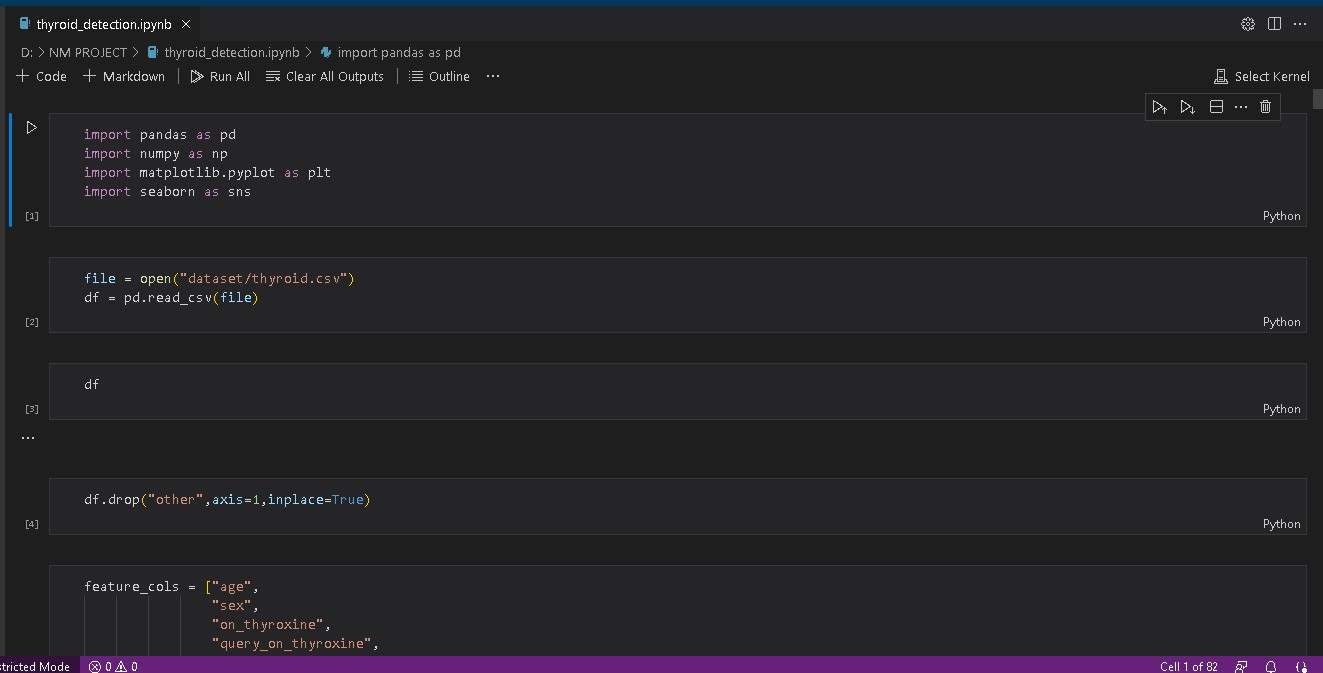 thyroid_detection.ipynb
D: > NM PROJECT > thyroid_detection.ipynb > import pandas as pd
+ Code + Markdown | Run All Clear All Outputs | Outline ...
Select Kernel
import pandas as pd
import numpy as np
import matplotlib.pyplot as plt
import seaborn as sns
[1]
Python
file = open("dataset/thyroid.csv")
df = pd.read_csv(file)
[2]
Python
df
[3]
Python
...
df.drop("other",axis=1,inplace=True)
[4]
Python
feature_cols = ["age",
"sex",
"on_thyroxine",
"query_on_thyroxine",
stricted Mode 0 0 Cell 1 of 82